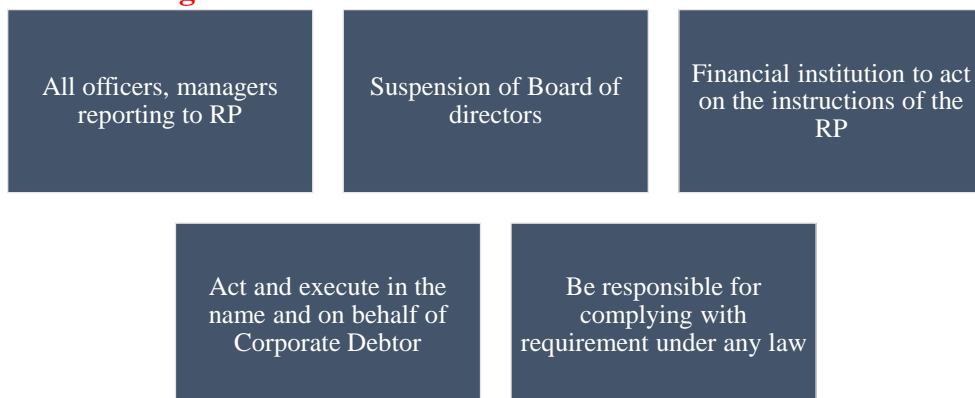 All officers, managers
reporting to RP
Suspension of Board of
directors
Financial institution to act
on the instructions of the
RP
Act and execute in the
name and on behalf of
Corporate Debtor
Be responsible for
complying with
requirement under any law